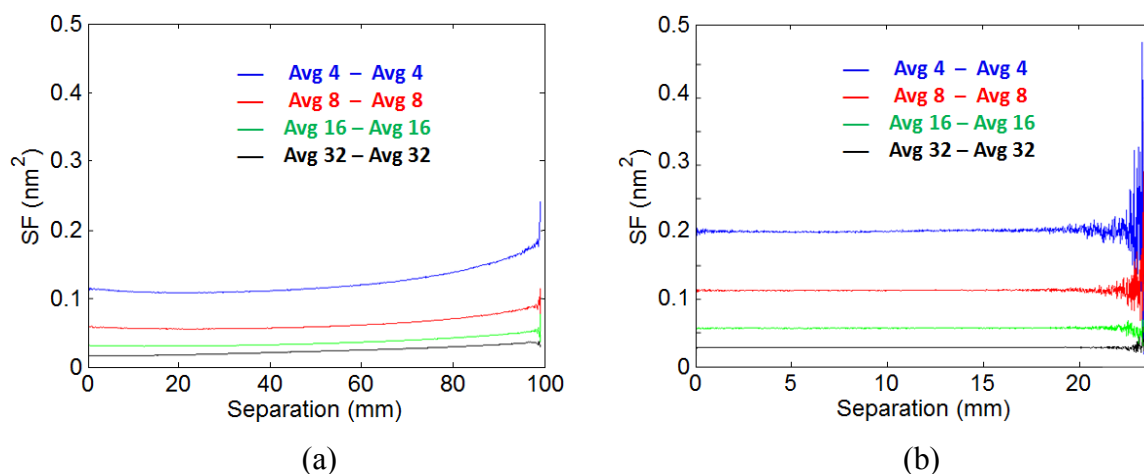 0.5
0.4
0.3
0.2
0.1
0
SF (nm²)
Avg 4 – Avg 4
Avg 8 – Avg 8
Avg 16 – Avg 16
Avg 32 – Avg 32
0 20 40 60 80 100
Separation (mm)
(a)
0.5
0.4
0.3
0.2
0.1
0
SF (nm²)
Avg 4 – Avg 4
Avg 8 – Avg 8
Avg 16 – Avg 16
Avg 32 – Avg 32
0 5 10 15 20
Separation (mm)
(b)